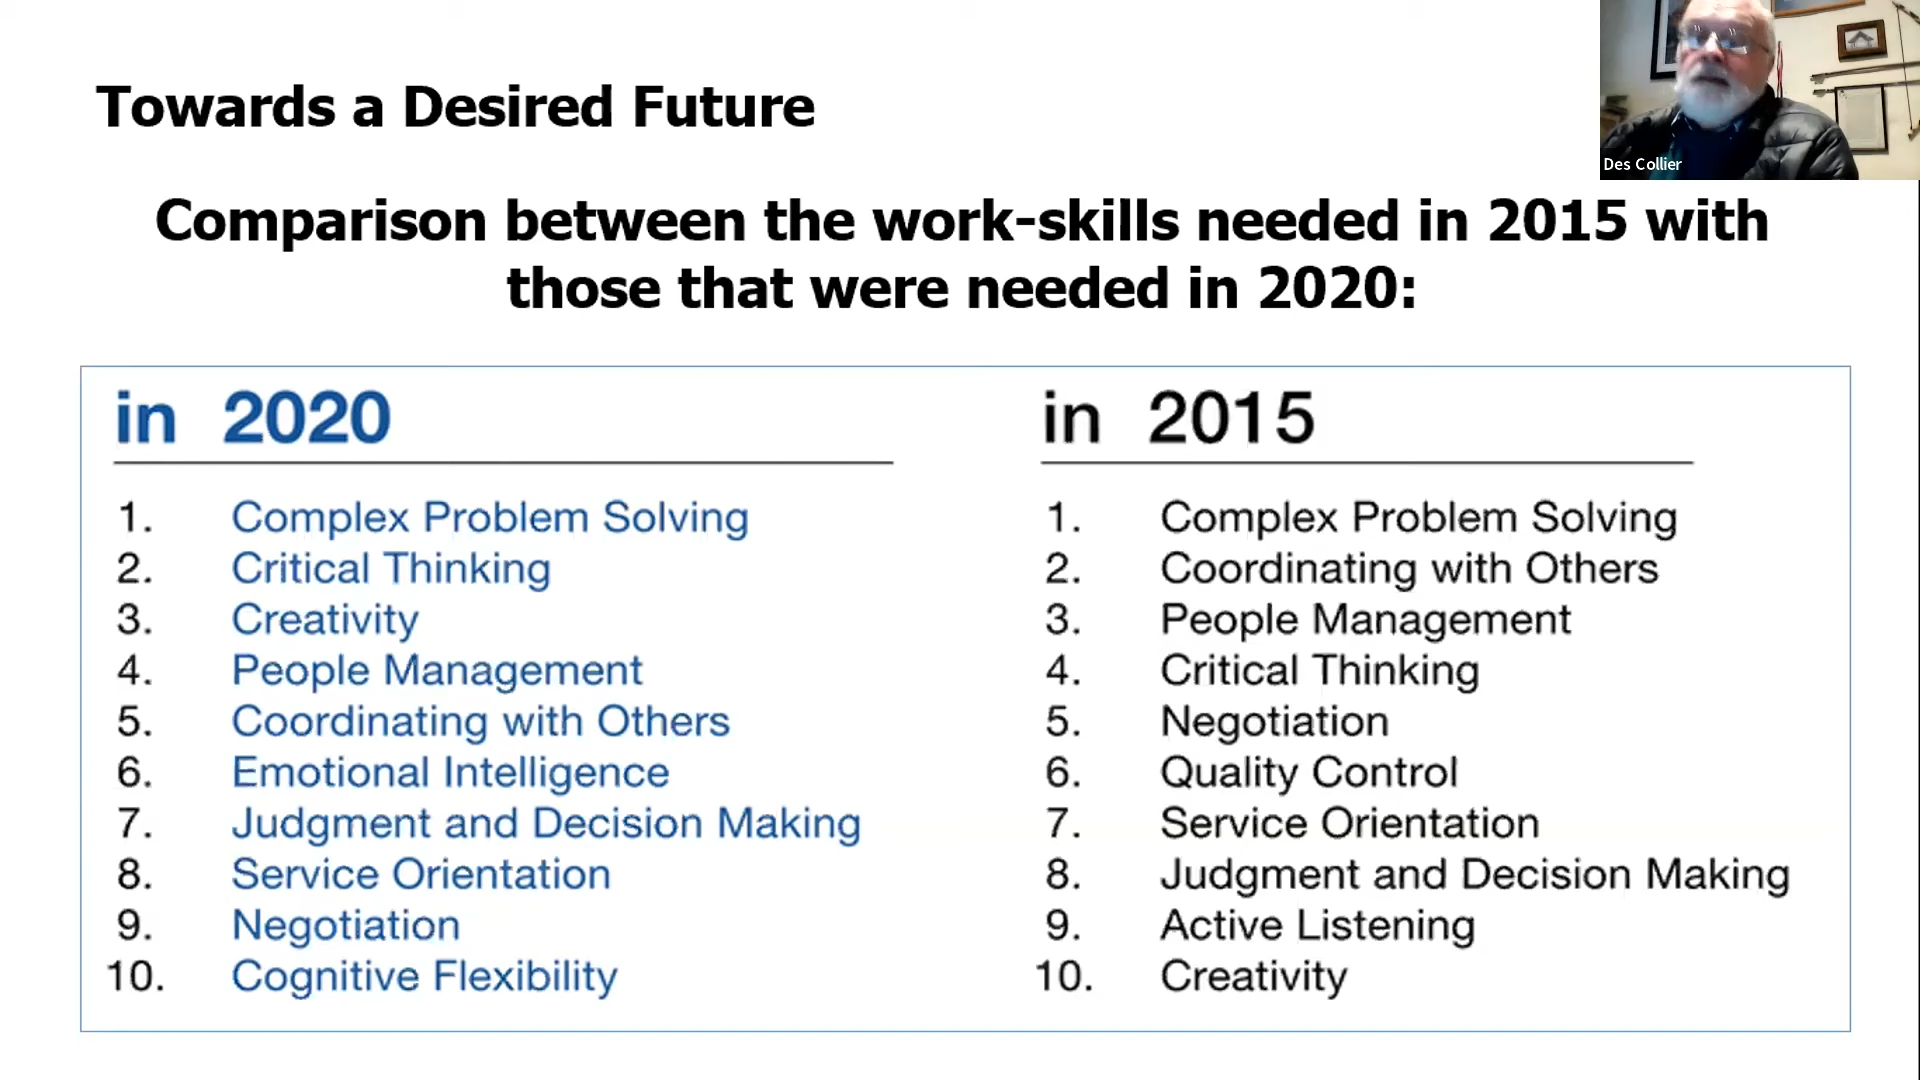 Towards a Desired Future
Des Collier
Comparison between the work-skills needed in 2015 with
those that were needed in 2020:
in 2020
1. Complex Problem Solving
2. Critical Thinking
3. Creativity
4. People Management
5. Coordinating with Others
6. Emotional Intelligence
7. Judgment and Decision Making
8. Service Orientation
9. Negotiation
10. Cognitive Flexibility
in 2015
1. Complex Problem Solving
2. Coordinating with Others
3. People Management
4. Critical Thinking
5. Negotiation
6. Quality Control
7. Service Orientation
8. Judgment and Decision Making
9. Active Listening
10. Creativity